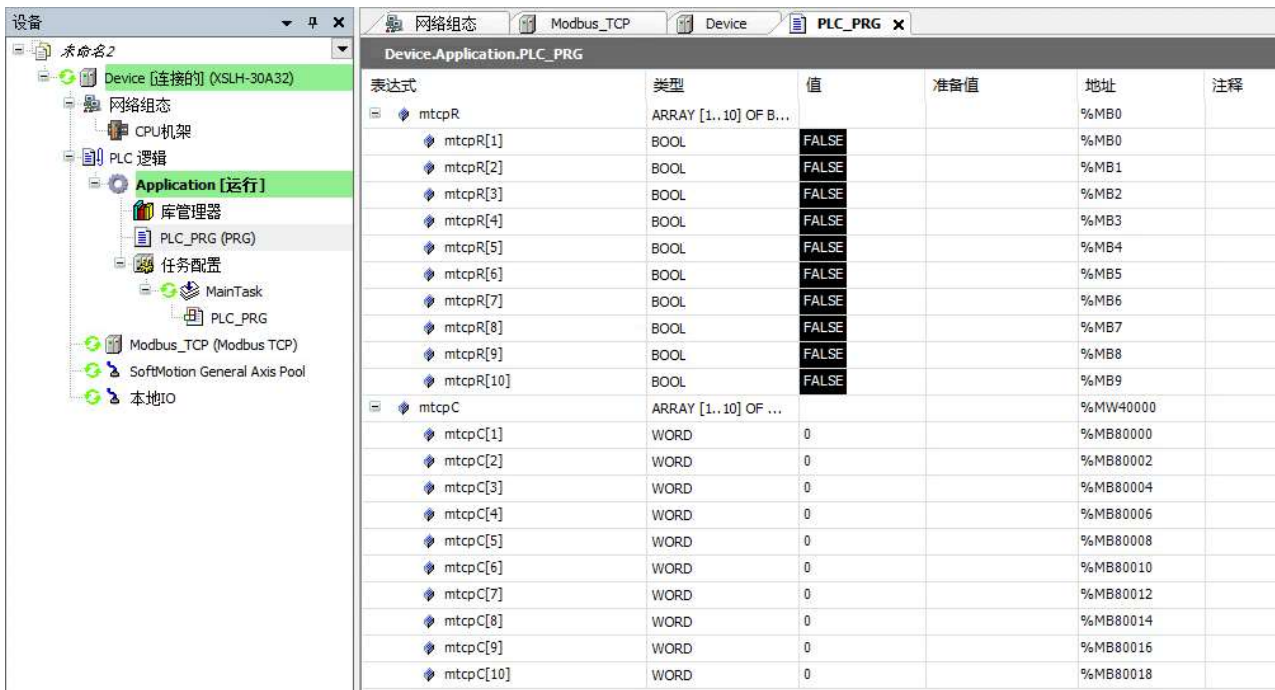 设备
未命名2
Device [连接的] (XSLH-30A32)
网络组态
CPU机架
PLC 逻辑
Application [运行]
库管理器
PLC_PRG (PRG)
任务配置
MainTask
PLC_PRG
Modbus_TCP (Modbus TCP)
SoftMotion General Axis Pool
本地IO
网络组态 Modbus_TCP Device PLC_PRG X
Device.Application.PLC_PRG
表达式 类型 值 准备值 地址 注释
mtcpR ARRAY [1..10] OF B... %MB0
mtcpR[1] BOOL FALSE %MB0
mtcpR[2] BOOL FALSE %MB1
mtcpR[3] BOOL FALSE %MB2
mtcpR[4] BOOL FALSE %MB3
mtcpR[5] BOOL FALSE %MB4
mtcpR[6] BOOL FALSE %MB5
mtcpR[7] BOOL FALSE %MB6
mtcpR[8] BOOL FALSE %MB7
mtcpR[9] BOOL FALSE %MB8
mtcpR[10] BOOL FALSE %MB9
mtcpC ARRAY [1..10] OF ... %MW40000
mtcpC[1] WORD 0 %MB80000
mtcpC[2] WORD 0 %MB80002
mtcpC[3] WORD 0 %MB80004
mtcpC[4] WORD 0 %MB80006
mtcpC[5] WORD 0 %MB80008
mtcpC[6] WORD 0 %MB80010
mtcpC[7] WORD 0 %MB80012
mtcpC[8] WORD 0 %MB80014
mtcpC[9] WORD 0 %MB80016
mtcpC[10] WORD 0 %MB80018